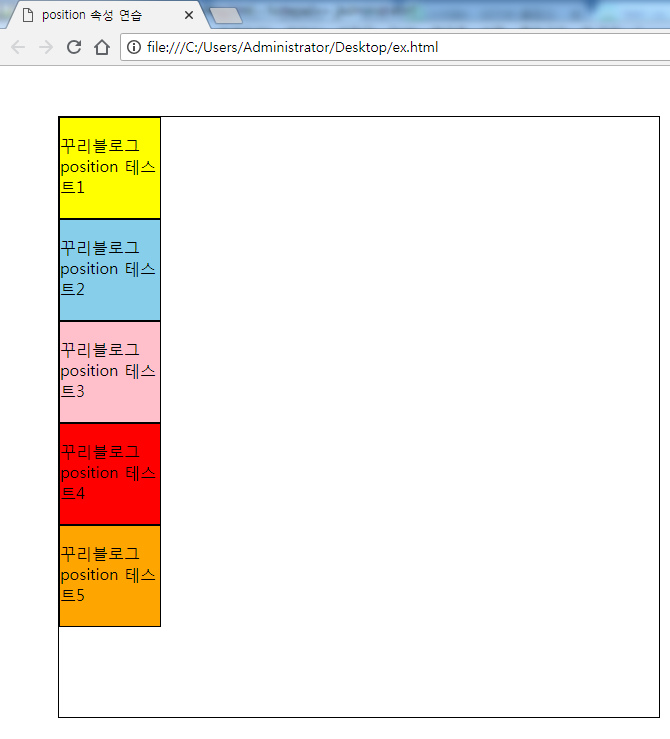 position 속성 연습
file:///C:/Users/Administrator/Desktop/ex.html
꾸리블로그
position 테스
트1
꾸리블로그
position 테스
트2
꾸리블로그
position 테스
트3
꾸리블로그
position 테스
트4
꾸리블로그
position 테스
트5